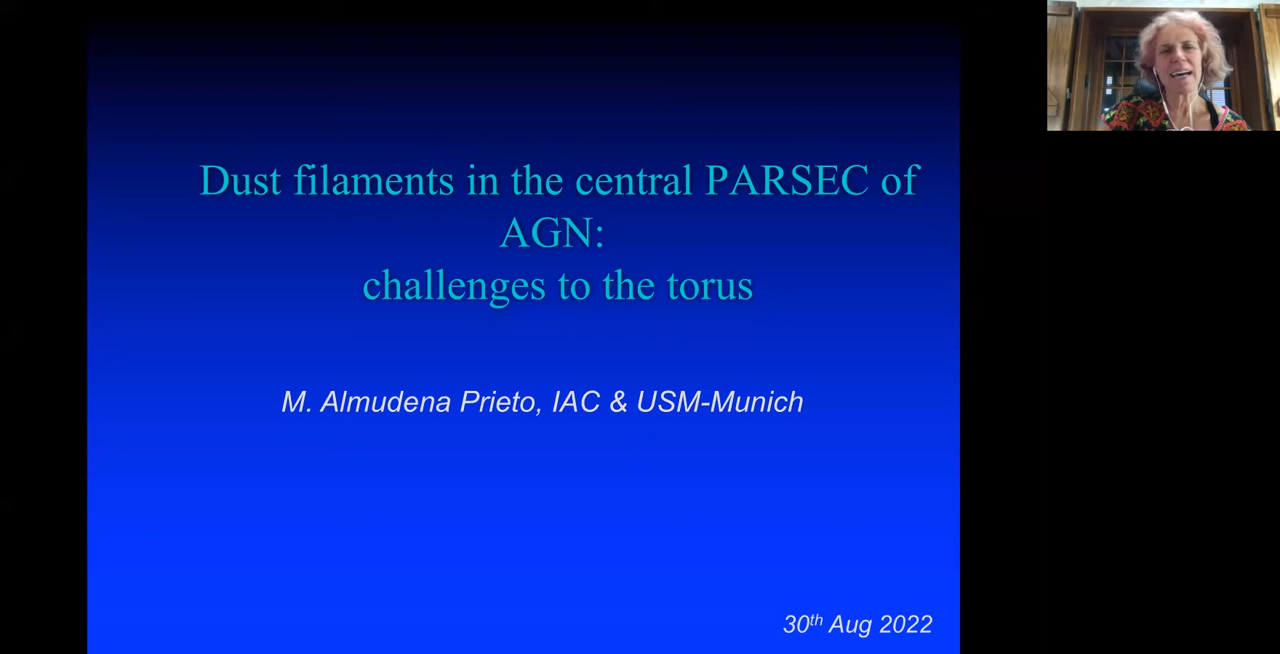 Dust filaments in the central PARSEC of
AGN:
challenges to the torus
M. Almudena Prieto, IAC & USM-Munich
30th Aug 2022